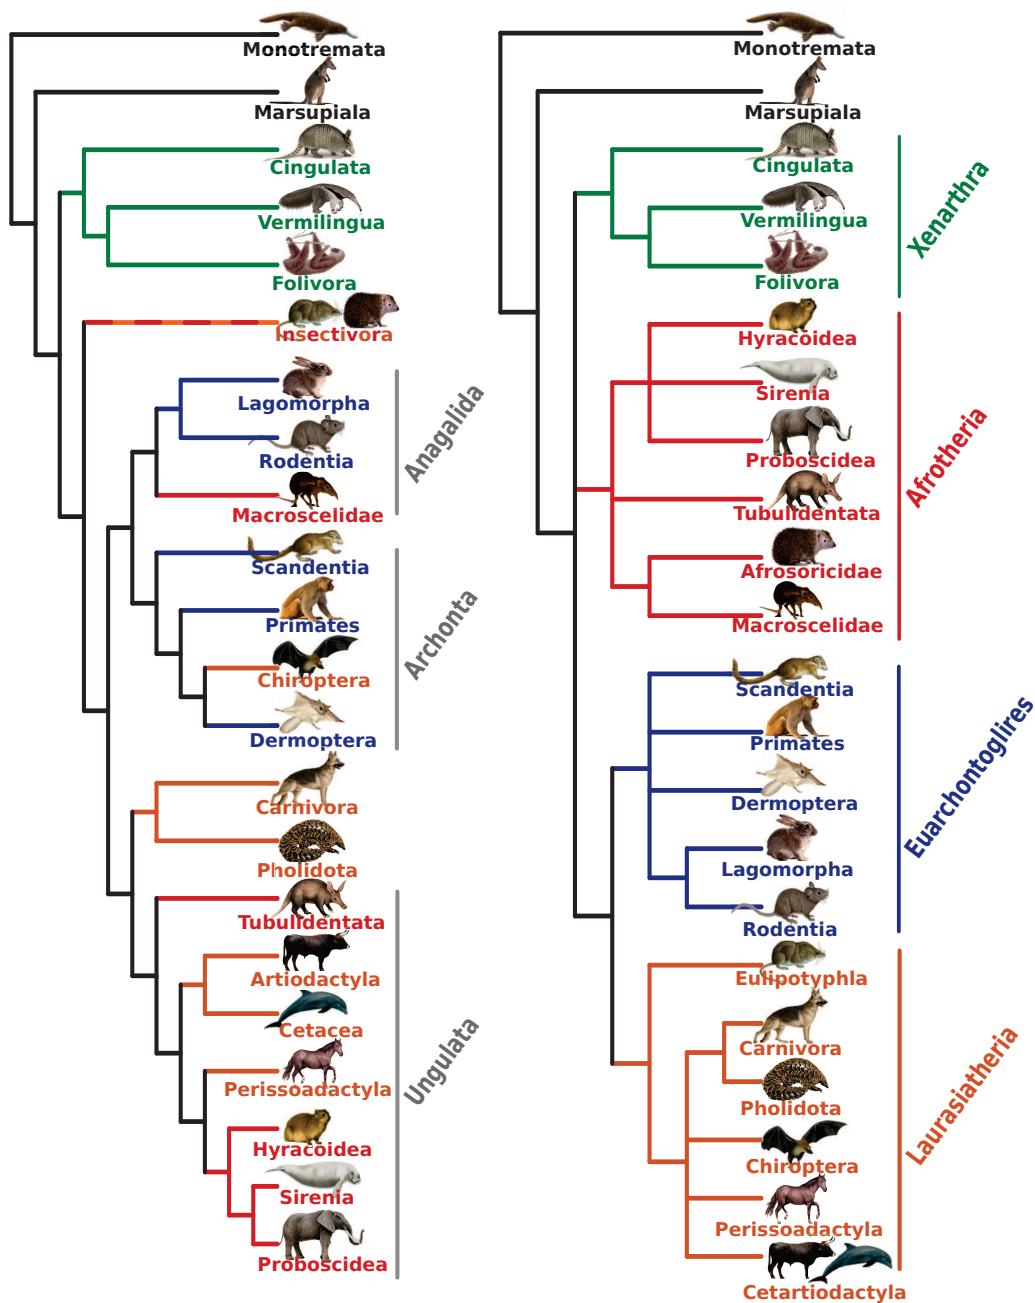 Monotremata
Marsupiala
Cingulata
Vermilingua
Folivora
Insectivora
Lagomorpha
Rodentia
Macroscelidae
Anagalida
Scandentia
Primates
Chiroptera
Dermoptera
Archonta
Carnivora
Pholidota
Tubulidentata
Artiodactyla
Cetacea
Perissoadactyla
Hyracoidea
Sirenia
Proboscidea
Ungulata
Monotremata
Marsupiala
Cingulata
Vermilingua
Folivora
Xenarthra
Hyracoidea
Sirenia
Proboscidea
Tubulidentata
Afrosoricidae
Macroscelidae
Afrotheria
Scandentia
Primates
Dermoptera
Lagomorpha
Rodentia
Euarchontoglires
Eulipotyphla
Carnivora
Pholidota
Chiroptera
Perissoadactyla
Cetartiodactyla
Laurasiatheria